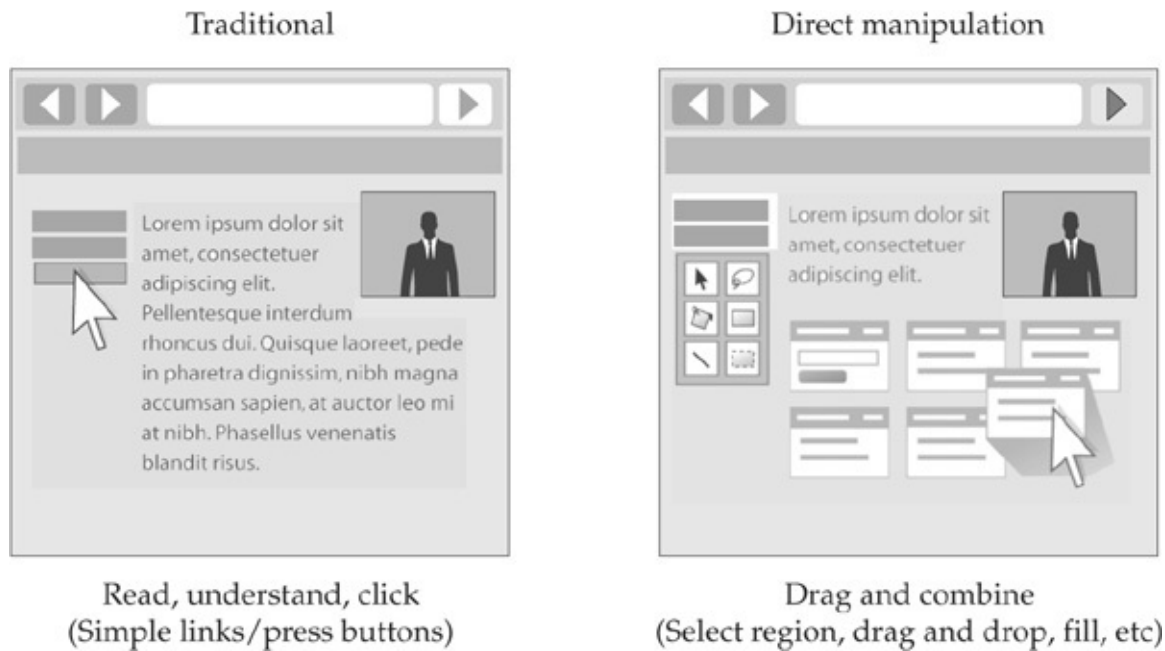 Traditional
Lorem ipsum dolor sit
amet, consectetuer
adipiscing elit.
Pellentesque interdum
rhoncus dui. Quisque laoreet, pede
in pharetra dignissim, nibh magna
accumsan sapien, at auctor leo mi
at nibh. Phasellus venenatis
blandit risus.
Read, understand, click
(Simple links/press buttons)
Direct manipulation
Lorem ipsum dolor sit
amet, consectetuer
adipiscing elit.
Drag and combine
(Select region, drag and drop, fill, etc)